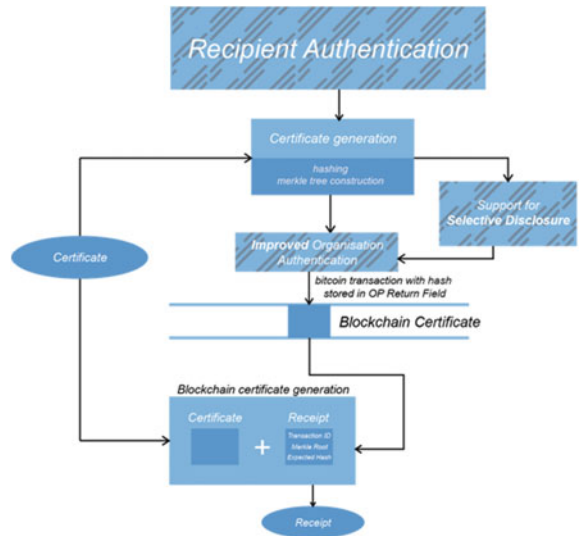 Recipient Authentication
Certificate generation
hashing
merkle tree construction
Support for
Selective Disclosure
Certificate
Improved Organisation
Authentication
bitcoin transaction with hash
stored in OP Return Field
Blockchain Certificate
Blockchain certificate generation
Certificate
Receipt
+
Transaction ID
Merkle Root
Expected Hash
Receipt